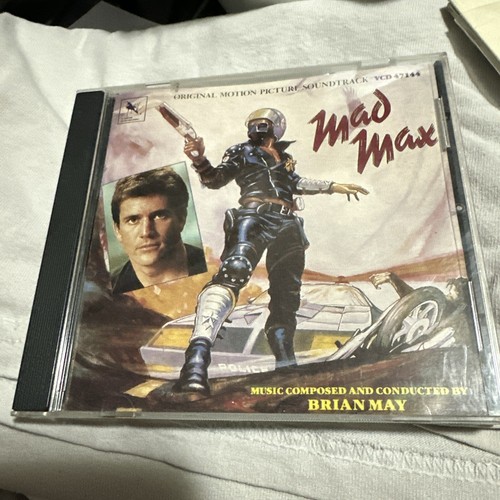 ORIGINAL MOTION PICTURE SOUNDTRACK VCD 47144
Mad
Max
POLICE
MUSIC COMPOSED AND CONDUCTED BY
BRIAN MAY